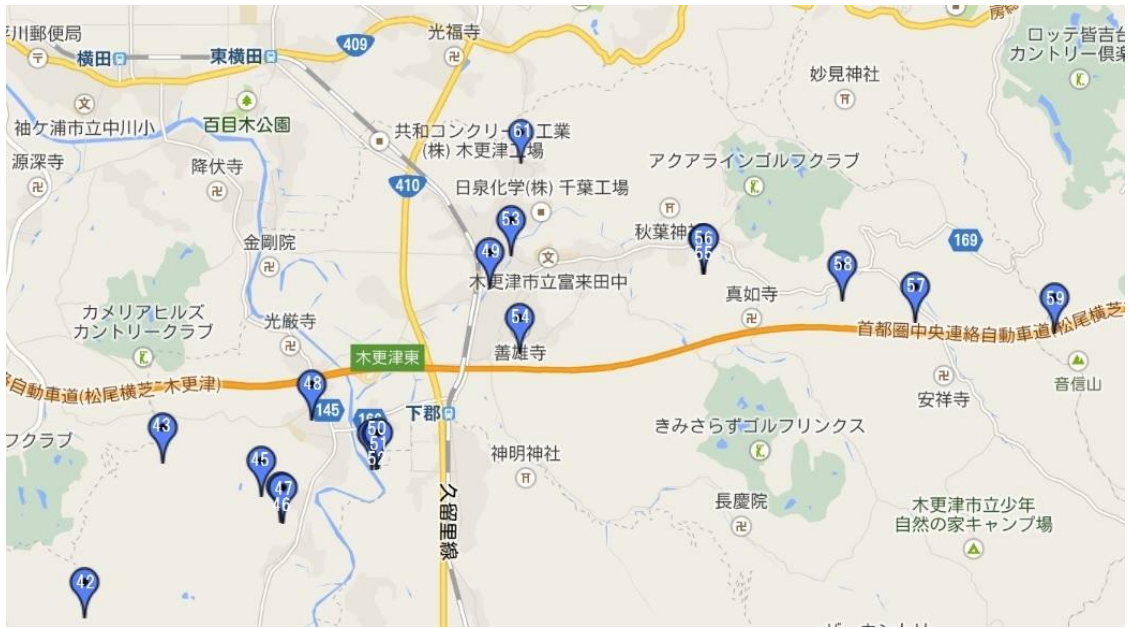 平川郵便局
横田
東横田
409
光福寺
房総
ロッテ皆吉台
カントリー倶楽
妙見神社
袖ケ浦市立中川小
百目木公園
61
共和コンクリート工業
(株) 木更津工場
源深寺
降伏寺
アクアラインゴルフクラブ
410
日泉化学(株) 千葉工場
53
秋葉神社
56
55
169
金剛院
49
木更津市立富来田中
58
57
59
真如寺
カメリアヒルズ
カントリークラブ
光厳寺
54
善雄寺
首都圏中央連絡自動車道(松尾横芝
木更津東
自動車道(松尾横芝-木更津)
音信山
48
145
160
下郡
安祥寺
43
フクラブ
50
51
52
きみさらずゴルフリンクス
45
神明神社
47
46
久留里線
長慶院
木更津市立少年
自然の家キャンプ場
42